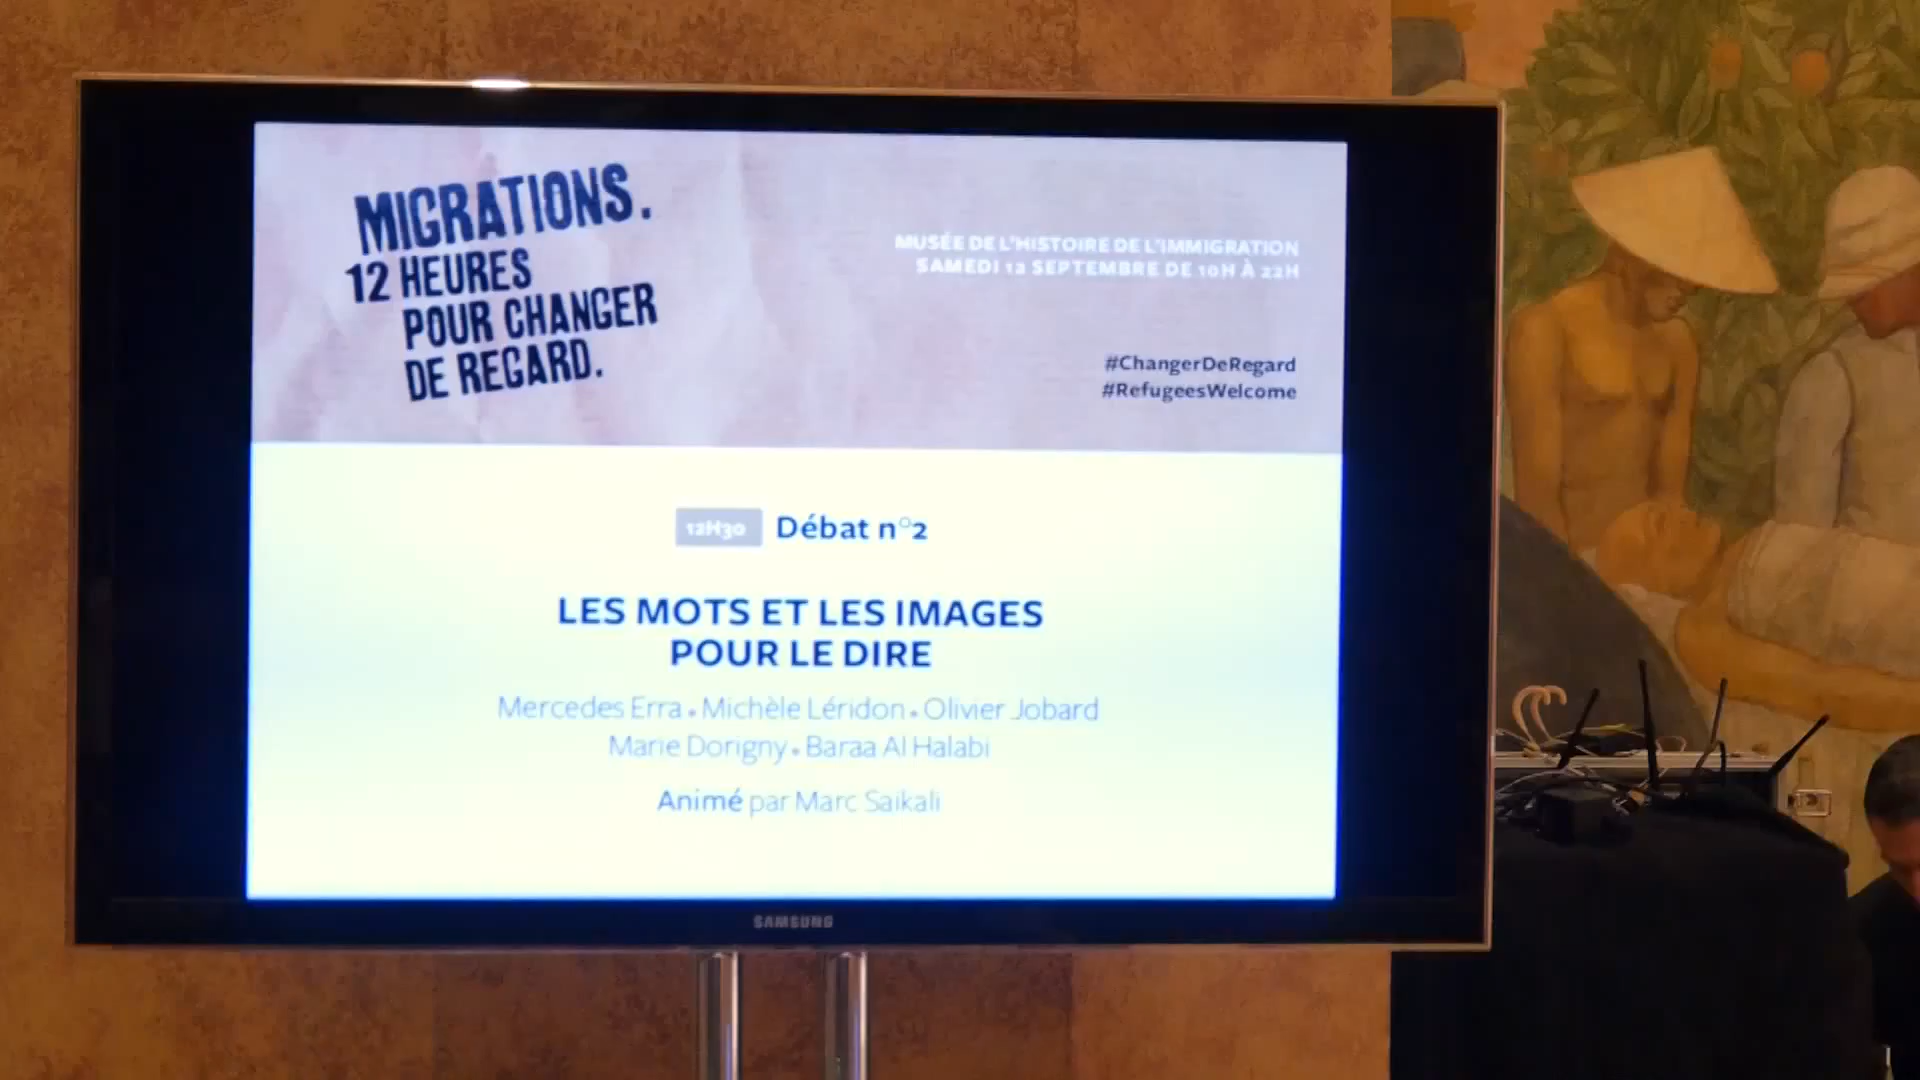 MIGRATIONS.
12 HEURES
POUR CHANGER
DE REGARD.
MUSÉE DE L'HISTOIRE DE L'IMMIGRATION
SAMEDI 12 SEPTEMBRE DE 10H À 22H
#ChangerDeRegard
#RefugeesWelcome
12H30 Débat n°2
LES MOTS ET LES IMAGES
POUR LE DIRE
Mercedes Erra • Michèle Léridon • Olivier Jobard
Marie Dorigny • Baraa Al Halabi
Animé par Marc Saikali
SAMSUNG